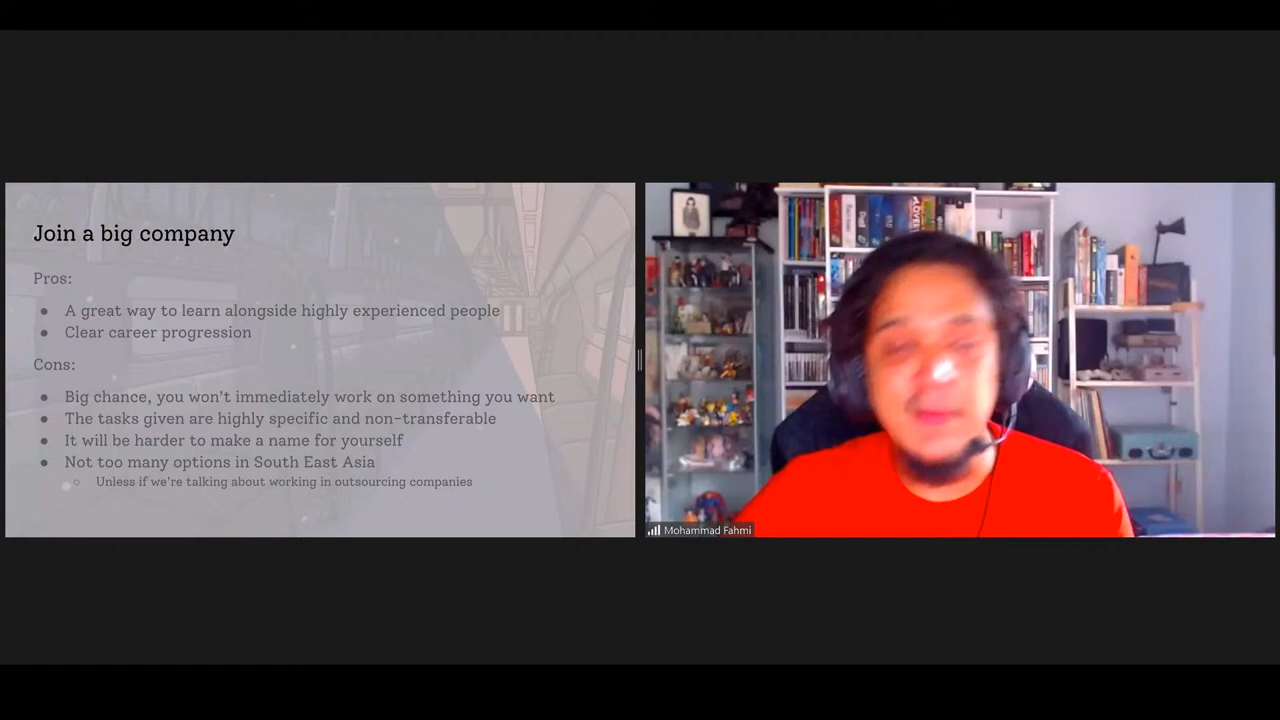 Join a big company
Pros:
● A great way to learn alongside highly experienced people
● Clear career progression
Cons:
● Big chance, you won't immediately work on something you want
● The tasks given are highly specific and non-transferable
● It will be harder to make a name for yourself
● Not too many options in South East Asia
○ Unless if we're talking about working in outsourcing companies
Mohammad Fahmi